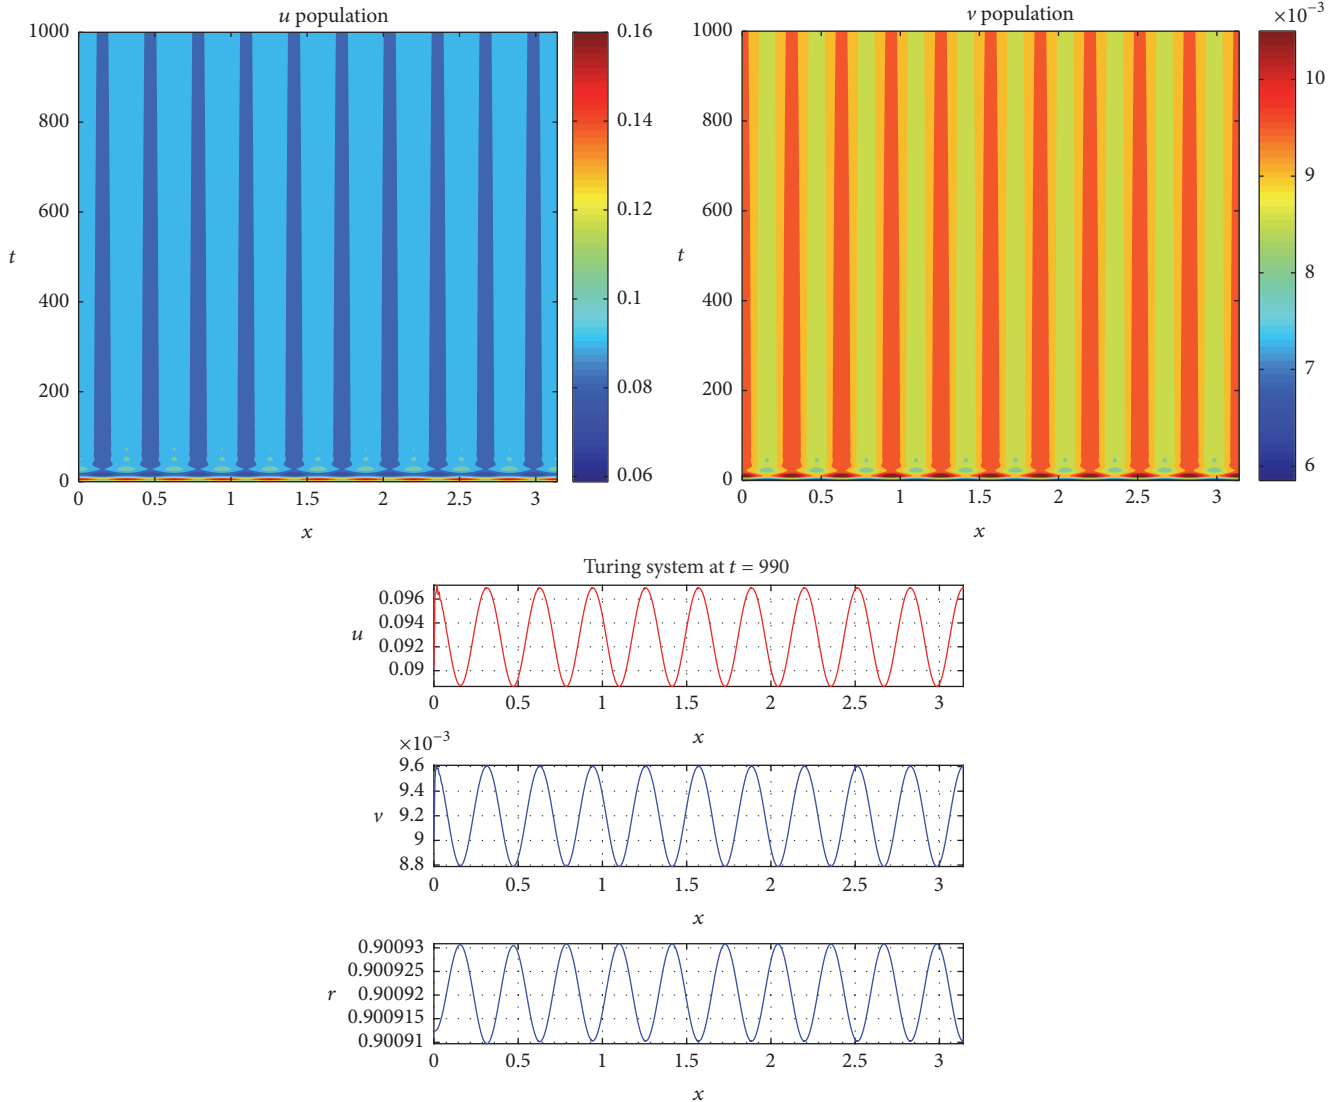 u population
1000
800
600
400
200
0
t
0 0.5 1 1.5 2 2.5 3
x
0.16
0.14
0.12
0.1
0.08
0.06
v population
×10−3
1000
800
600
400
200
0
t
0 0.5 1 1.5 2 2.5 3
x
10
9
8
7
6
Turing system at t = 990
0.096
0.094
0.092
0.09
u
0 0.5 1 1.5 2 2.5 3
x
×10−3
9.6
9.4
9.2
9
8.8
v
0 0.5 1 1.5 2 2.5 3
x
0.90093
0.900925
0.90092
0.900915
0.90091
r
0 0.5 1 1.5 2 2.5 3
x